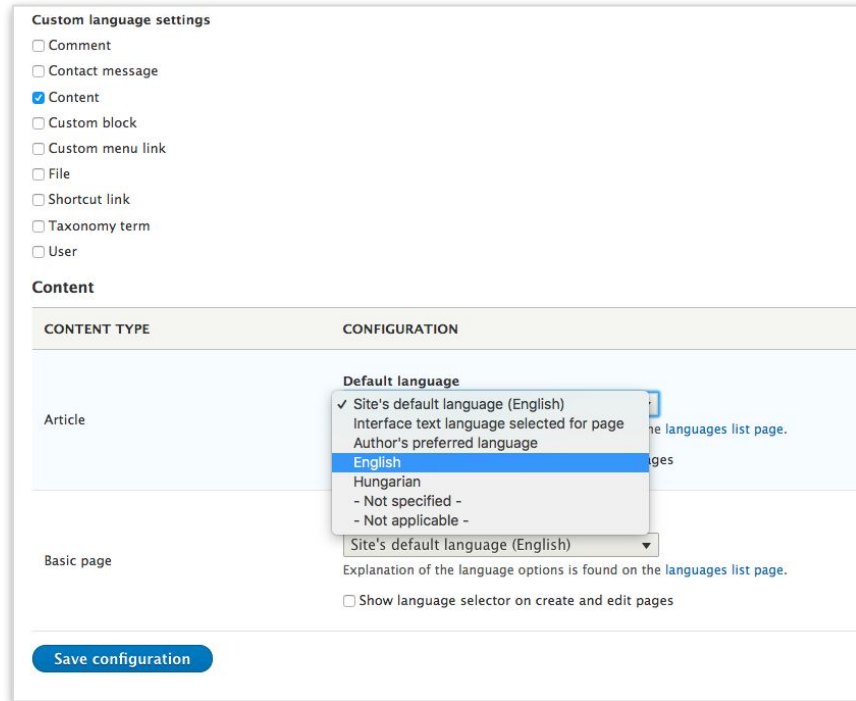 Custom language settings
Comment
Contact message
Content
Custom block
Custom menu link
File
Shortcut link
Taxonomy term
User
Content
CONTENT TYPE CONFIGURATION
Default language
Article
✓ Site's default language (English)
Interface text language selected for page
Author's preferred language
English
Hungarian
- Not specified -
- Not applicable -
languages list page.
Basic page
Site's default language (English)
Explanation of the language options is found on the languages list page.
Show language selector on create and edit pages
Save configuration